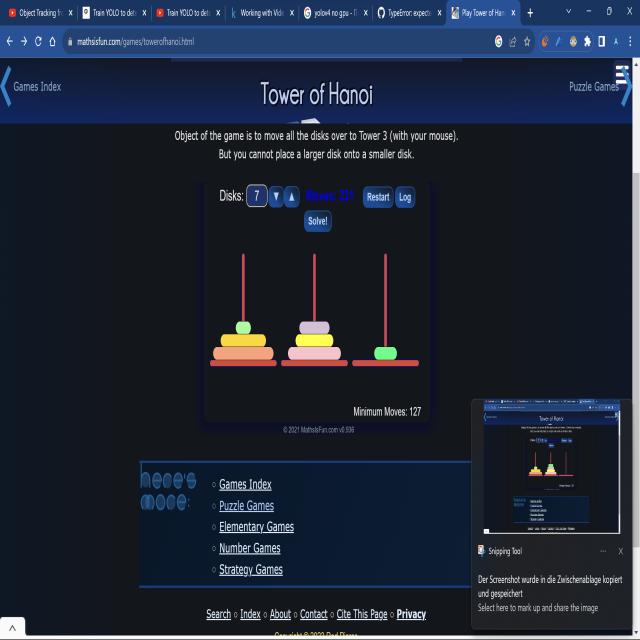 Object Tracking fr
Train YOLO to dete
Train YOLO to dete
Working with Vide
yolov4 no gpu - G
TypeError: expecte
Play Tower of Han
mathsisfun.com/games/towerofhanoi.html
Games Index
Tower of Hanoi
Puzzle Games
Object of the game is to move all the disks over to Tower 3 (with your mouse).
But you cannot place a larger disk onto a smaller disk.
Disks: 7 ▼ ▲ Moves: Restart Log
Solve!
Minimum Moves: 127
© 2021 MathsIsFun.com v0.936
Games Index
Puzzle Games
Elementary Games
Number Games
Strategy Games
Tower of Hanoi
Snipping Tool
Der Screenshot wurde in die Zwischenablage kopiert
und gespeichert
Select here to mark up and share the image
Search ○ Index ○ About ○ Contact ○ Cite This Page ○ Privacy
Copyright © 2022 Rod Pierce